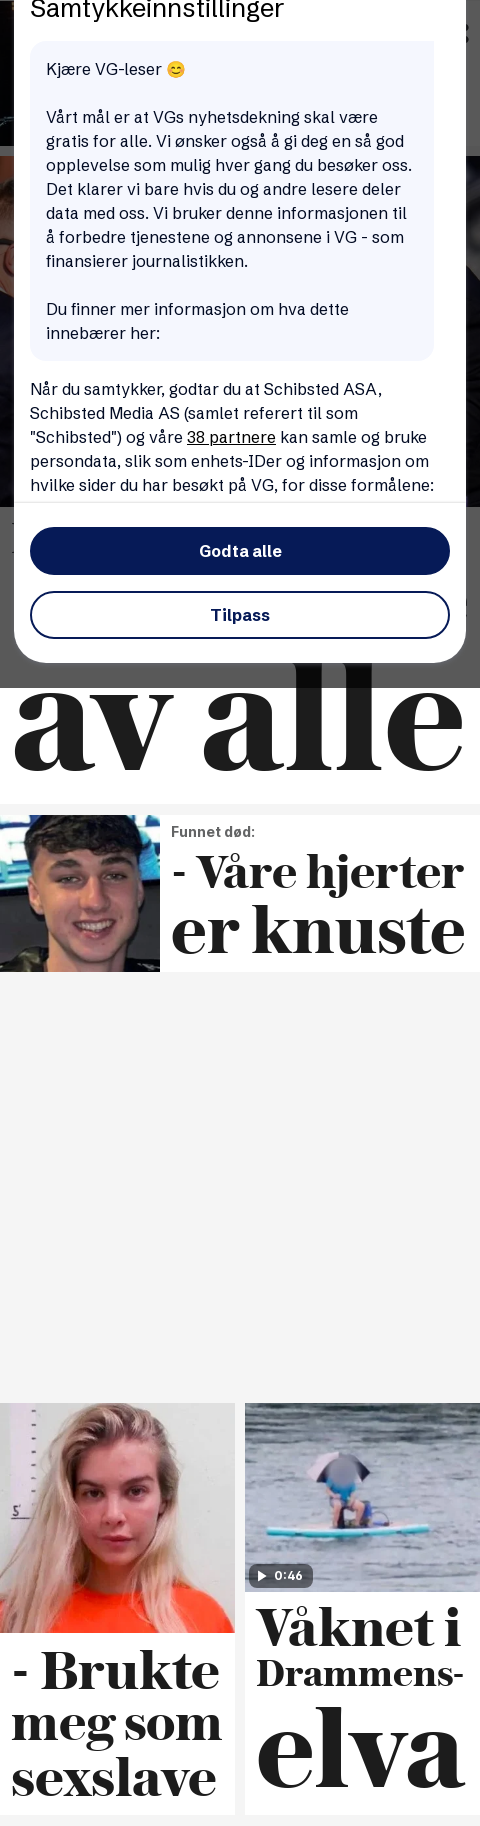 Samtykkeinnstillinger
Kjære VG-leser 😊
Vårt mål er at VGs nyhetsdekning skal være
gratis for alle. Vi ønsker også å gi deg en så god
opplevelse som mulig hver gang du besøker oss.
Det klarer vi bare hvis du og andre lesere deler
data med oss. Vi bruker denne informasjonen til
å forbedre tjenestene og annonsene i VG - som
finansierer journalistikken.
Du finner mer informasjon om hva dette
innebærer her:
Når du samtykker, godtar du at Schibsted ASA,
Schibsted Media AS (samlet referert til som
"Schibsted") og våre 38 partnere kan samle og bruke
persondata, slik som enhets-IDer og informasjon om
hvilke sider du har besøkt på VG, for disse formålene:
Godta alle
Tilpass
av alle
Funnet død:
- Våre hjerter
er knuste
- Brukte
meg som
sexslave
0:46
Våknet i
Drammens-
elva